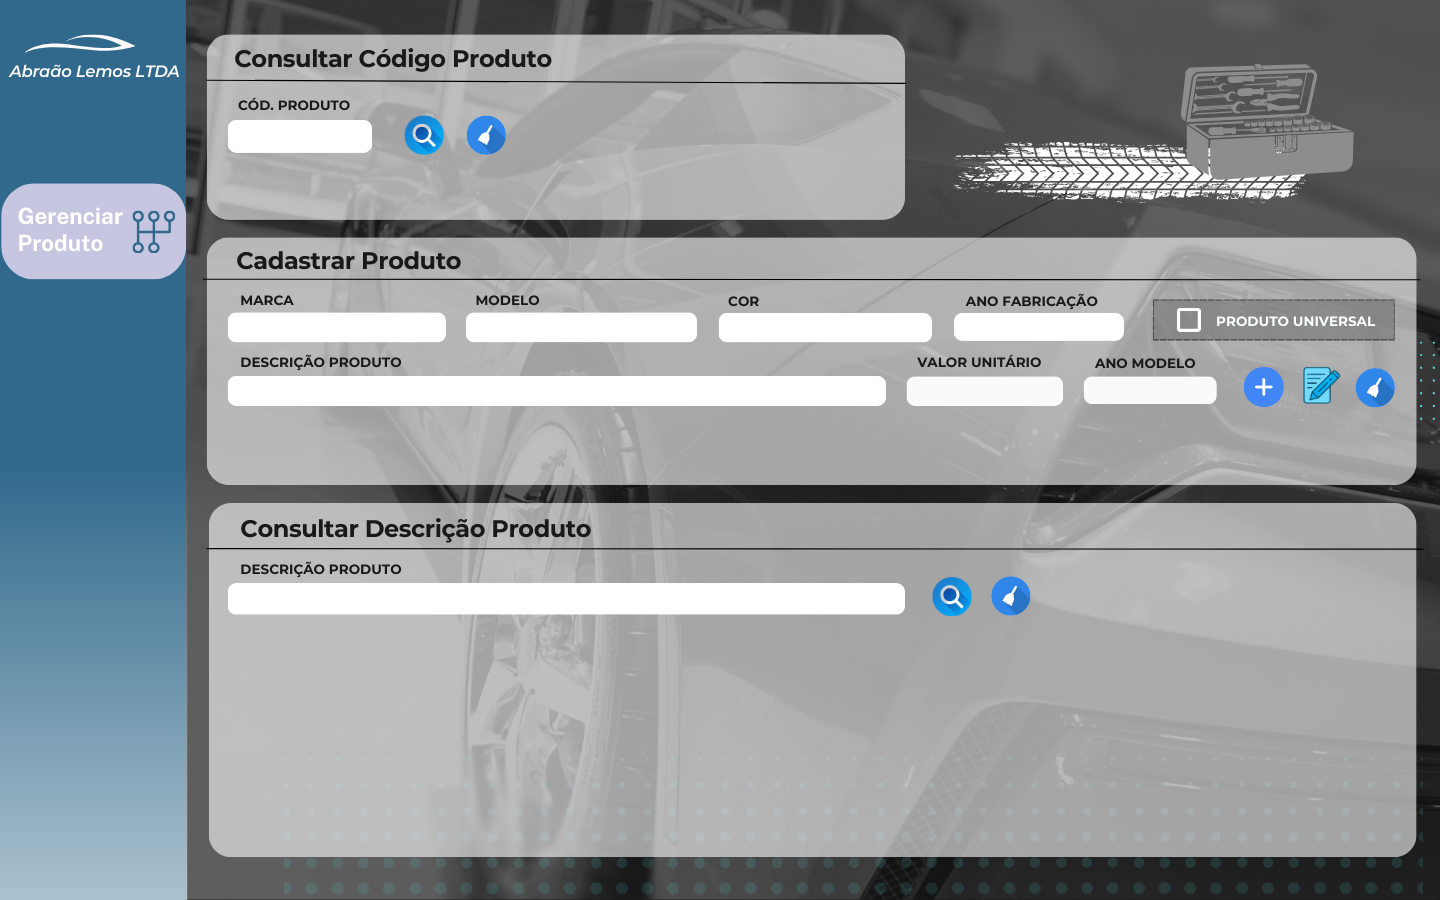 Abraão Lemos LTDA
Gerenciar
Produto
Consultar Código Produto
CÓD. PRODUTO
Cadastrar Produto
MARCA
MODELO
COR
ANO FABRICAÇÃO
PRODUTO UNIVERSAL
DESCRIÇÃO PRODUTO
VALOR UNITÁRIO
ANO MODELO
Consultar Descrição Produto
DESCRIÇÃO PRODUTO